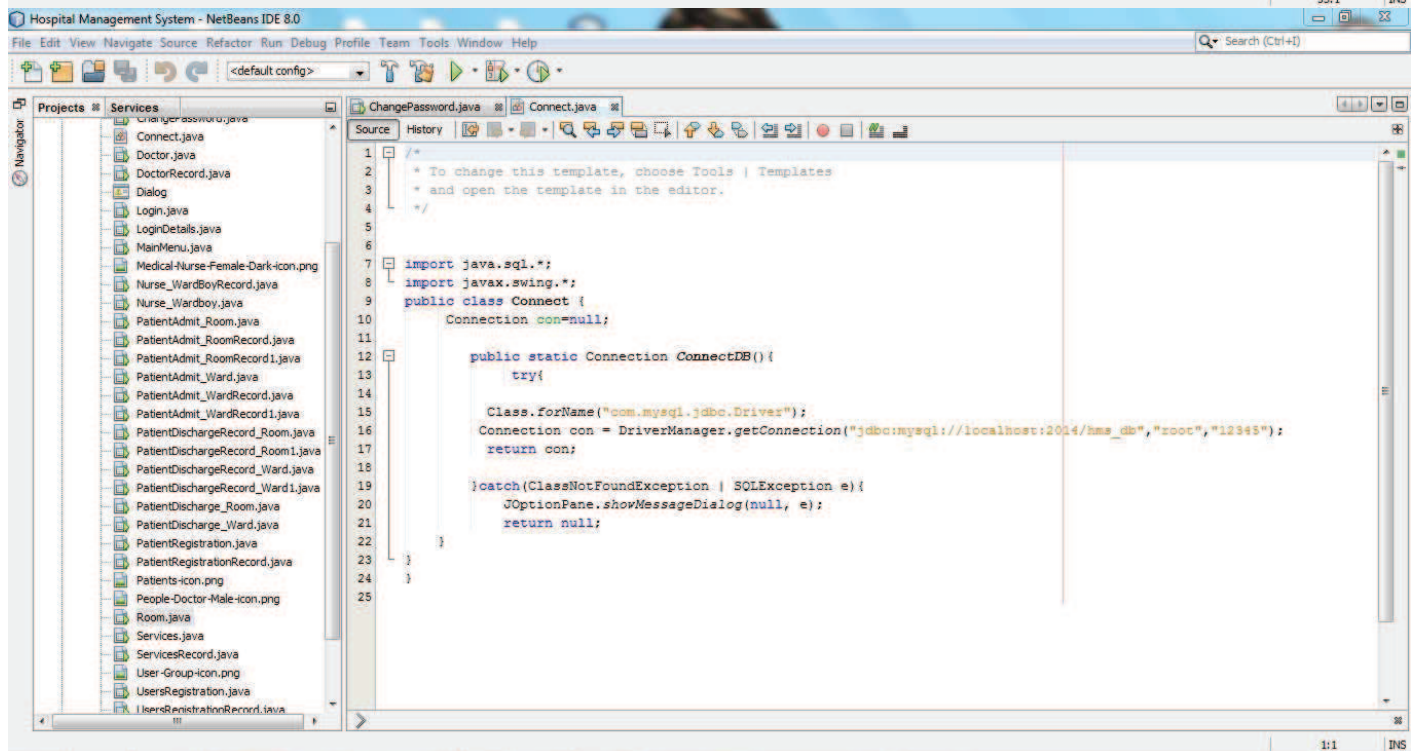 33:1 INS
Hospital Management System - NetBeans IDE 8.0
File Edit View Navigate Source Refactor Run Debug Profile Team Tools Window Help
Search (Ctrl+I)
<default config>
Projects
Services
Navigator
ChangePassword.java
Connect.java
Doctor.java
DoctorRecord.java
Dialog
Login.java
LoginDetails.java
MainMenu.java
Medical-Nurse-Female-Dark-icon.png
Nurse_WardBoyRecord.java
Nurse_Wardboy.java
PatientAdmit_Room.java
PatientAdmit_RoomRecord.java
PatientAdmit_RoomRecord1.java
PatientAdmit_Ward.java
PatientAdmit_WardRecord.java
PatientAdmit_WardRecord1.java
PatientDischargeRecord_Room.java
PatientDischargeRecord_Room1.java
PatientDischargeRecord_Ward.java
PatientDischargeRecord_Ward1.java
PatientDischarge_Room.java
PatientDischarge_Ward.java
PatientRegistration.java
PatientRegistrationRecord.java
Patients-icon.png
People-Doctor-Male-icon.png
Room.java
Services.java
ServicesRecord.java
User-Group-icon.png
UsersRegistration.java
UsersRegistrationRecord.java
ChangePassword.java Connect.java
Source History
1 /*
2 * To change this template, choose Tools | Templates
3 * and open the template in the editor.
4 */
5
6
7 import java.sql.*;
8 import javax.swing.*;
9 public class Connect {
10 Connection con=null;
11
12 public static Connection ConnectDB(){
13 try{
14
15 Class.forName("com.mysql.jdbc.Driver");
16 Connection con = DriverManager.getConnection("jdbc:mysql://localhost:2014/hms_db","root","12345");
17 return con;
18
19 }catch(ClassNotFoundException | SQLException e){
20 JOptionPane.showMessageDialog(null, e);
21 return null;
22 }
23 }
24 }
25
1:1 INS